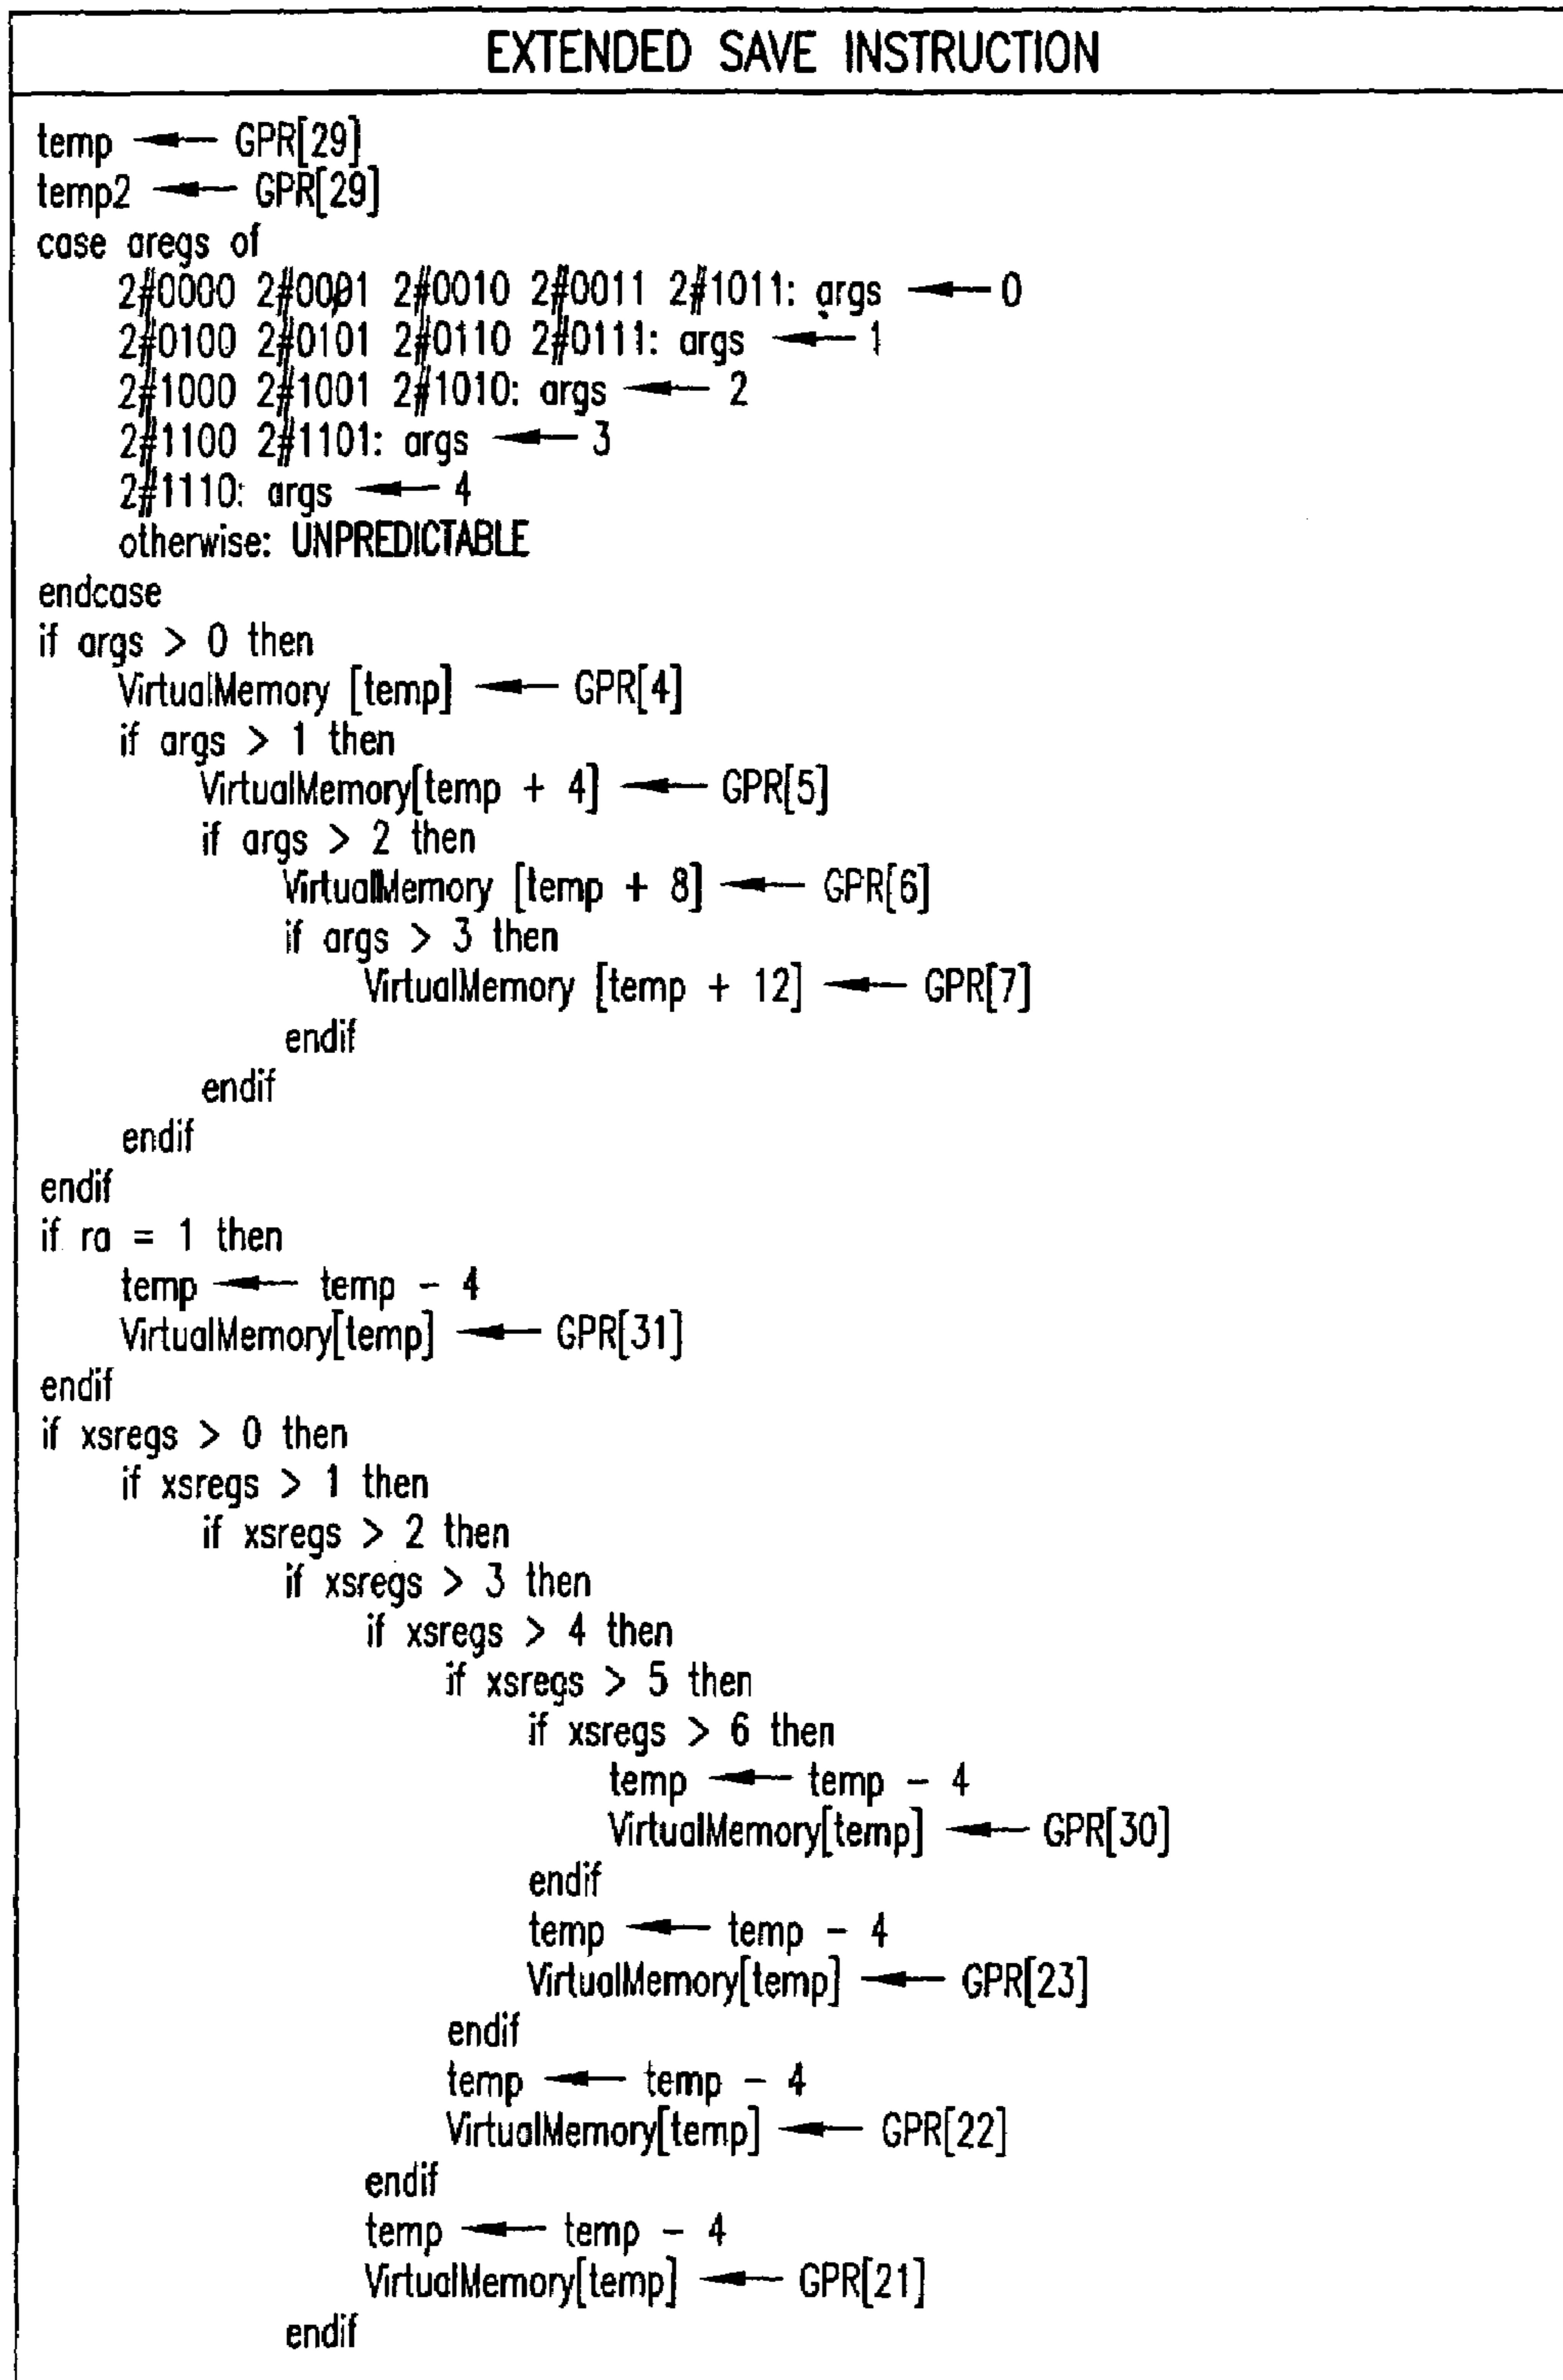 EXTENDED SAVE INSTRUCTION
temp ← GPR[29]
temp2 ← GPR[29]
case aregs of
2#0000 2#0001 2#0010 2#0011 2#1011: args ← 0
2#0100 2#0101 2#0110 2#0111: args ← 1
2#1000 2#1001 2#1010: args ← 2
2#1100 2#1101: args ← 3
2#1110: args ← 4
otherwise: UNPREDICTABLE
endcase
if args > 0 then
VirtualMemory [temp] ← GPR[4]
if args > 1 then
VirtualMemory[temp + 4] ← GPR[5]
if args > 2 then
VirtualMemory [temp + 8] ← GPR[6]
if args > 3 then
VirtualMemory [temp + 12] ← GPR[7]
endif
endif
endif
endif
if ra = 1 then
temp ← temp - 4
VirtualMemory[temp] ← GPR[31]
endif
if xsregs > 0 then
if xsregs > 1 then
if xsregs > 2 then
if xsregs > 3 then
if xsregs > 4 then
if xsregs > 5 then
if xsregs > 6 then
temp ← temp - 4
VirtualMemory[temp] ← GPR[30]
endif
temp ← temp - 4
VirtualMemory[temp] ← GPR[23]
endif
temp ← temp - 4
VirtualMemory[temp] ← GPR[22]
endif
temp ← temp - 4
VirtualMemory[temp] ← GPR[21]
endif